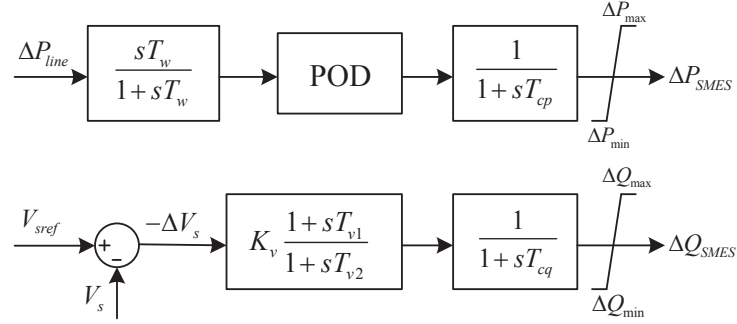 ΔP_line
sT_w
1 + sT_w
POD
1
1 + sT_cp
ΔP_max
ΔP_min
ΔP_SMES
V_sref
+
−
V_s
−ΔV_s
K_v
1 + sT_v1
1 + sT_v2
1
1 + sT_cq
ΔQ_max
ΔQ_min
ΔQ_SMES